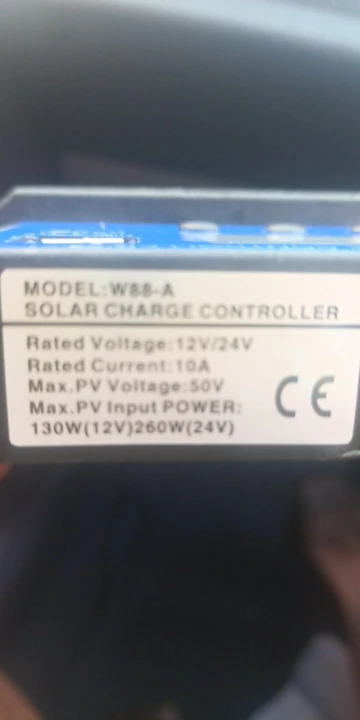 MODEL:W88-A
SOLAR CHARGE CONTROLLER
Rated Voltage:12V/24V
Rated Current:10A
Max.PV Voltage:50V
Max.PV Input POWER:
130W(12V)260W(24V)
CE